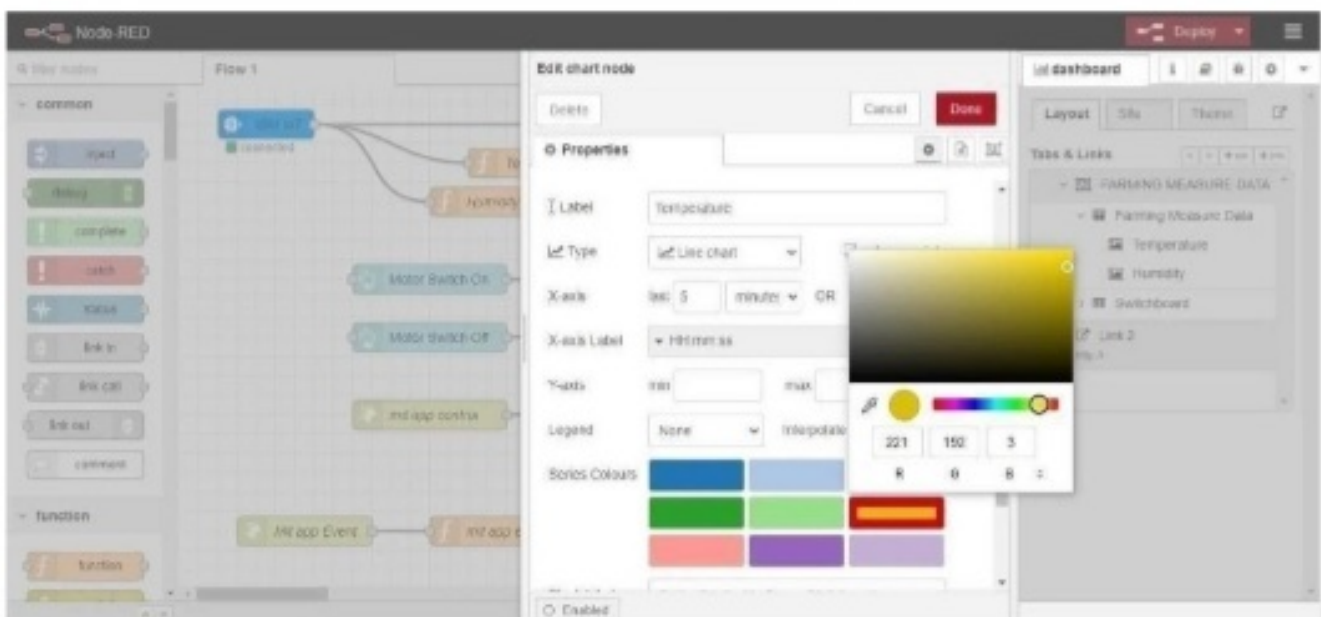 Node-RED
Deploy
filter nodes
Flow 1
Edit chart node
dashboard
common
Delete
Cancel
Done
Layout
Site
Theme
inject
connected
Properties
Tabs & Links
debug
Humidity
Label
Temperature
FARMING MEASURE DATA
complete
Type
Line chart
Farming Measure Data
catch
Temperature
Motor Switch On
X-axis
last
5
minutes
OR
Humidity
status
Switchboard
link in
Motor Switch Off
X-axis Label
HH:mm:ss
Link 3
link call
Y-axis
min
max
link out
mit app control
Legend
None
Interpolate
comment
221
Series Colours
R
B
function
Mit app Event
mit app e
function
Enabled